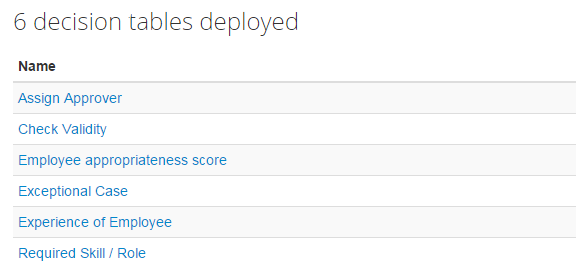 6 decision tables deployed
Name
Assign Approver
Check Validity
Employee appropriateness score
Exceptional Case
Experience of Employee
Required Skill / Role